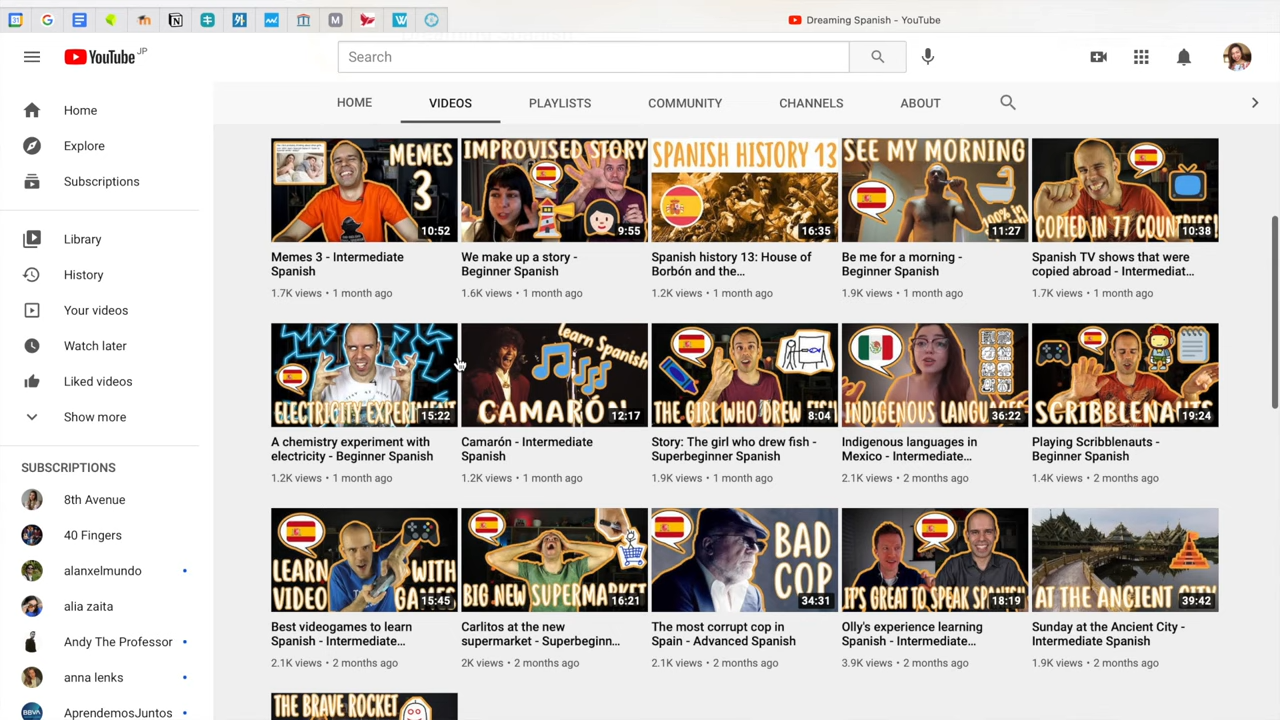 Dreaming Spanish - YouTube
YouTube JP
Search
HOME VIDEOS PLAYLISTS COMMUNITY CHANNELS ABOUT
Home
Explore
Subscriptions
Library
History
Your videos
Watch later
Liked videos
Show more
SUBSCRIPTIONS
8th Avenue
40 Fingers
alanxelmundo
alia zaita
Andy The Professor
anna lenks
BBVA
AprendemosJuntos
MEMES
3
10:52
Memes 3 - Intermediate
Spanish
1.7K views • 1 month ago
IMPROVISED STORY
9:55
We make up a story -
Beginner Spanish
1.6K views • 1 month ago
SPANISH HISTORY 13
16:35
Spanish history 13: House of
Borbón and the...
1.2K views • 1 month ago
SEE MY MORNING
11:27
Be me for a morning -
Beginner Spanish
1.9K views • 1 month ago
COPIED IN 77 COUNTRIES!
10:38
Spanish TV shows that were
copied abroad - Intermediat...
1.7K views • 1 month ago
ELECTRICITY EXPERIMENT
15:22
A chemistry experiment with
electricity - Beginner Spanish
1.2K views • 1 month ago
learn Spanish
CAMARÓN
12:17
Camarón - Intermediate
Spanish
1.2K views • 1 month ago
THE GIRL WHO DREW FISH
8:04
Story: The girl who drew fish -
Superbeginner Spanish
1.9K views • 1 month ago
INDIGENOUS LANGUAGES
36:22
Indigenous languages in
Mexico - Intermediate...
2.1K views • 2 months ago
SCRIBBLENAUTS
19:24
Playing Scribblenauts -
Beginner Spanish
1.4K views • 2 months ago
LEARN WITH
VIDEO GAMES
15:45
Best videogames to learn
Spanish - Intermediate...
2.1K views • 2 months ago
BIG NEW SUPERMARKET
16:21
Carlitos at the new
supermarket - Superbeginn...
2K views • 2 months ago
BAD
COP
34:31
The most corrupt cop in
Spain - Advanced Spanish
2.1K views • 2 months ago
IT'S GREAT TO SPEAK SPANISH
18:19
Olly's experience learning
Spanish - Intermediate...
3.9K views • 2 months ago
AT THE ANCIENT CITY
39:42
Sunday at the Ancient City -
Intermediate Spanish
1.9K views • 2 months ago
THE BRAVE ROCKET